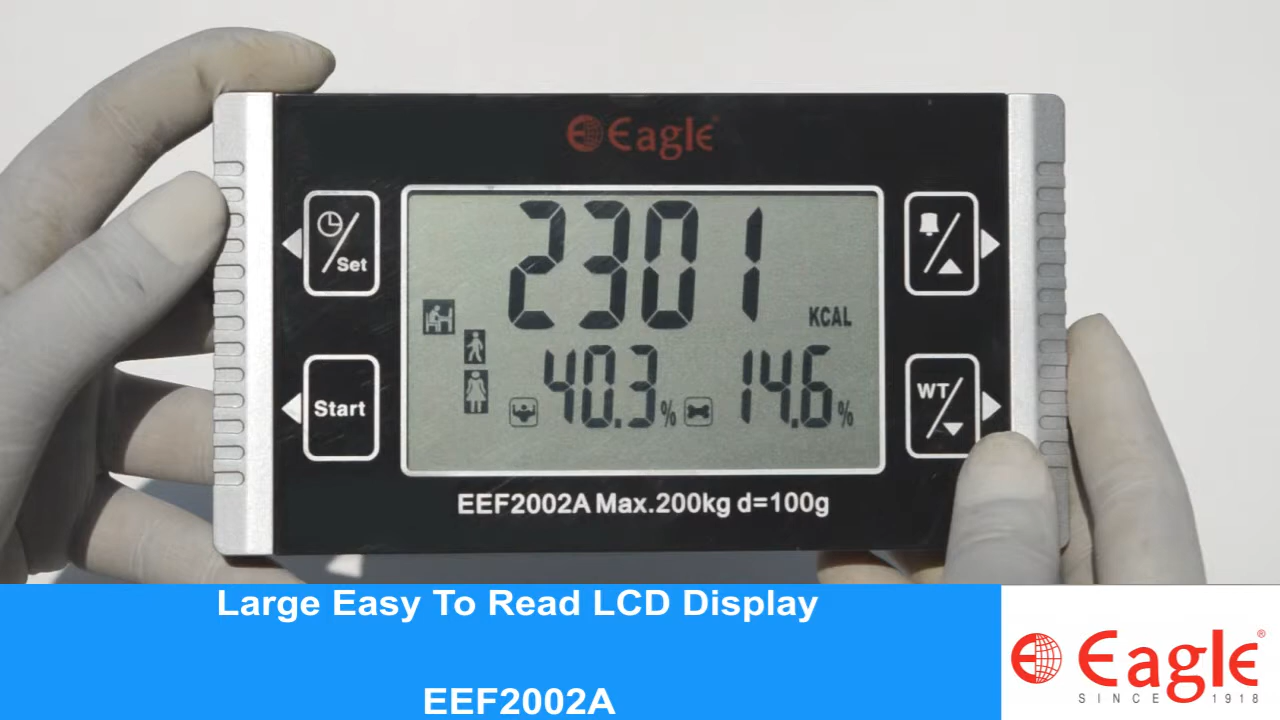 Eagle
Set
2301
KCAL
40.3 % 14.6 %
Start
WT
EEF2002A Max.200kg d=100g
Large Easy To Read LCD Display
EEF2002A
Eagle®
SINCE 1918